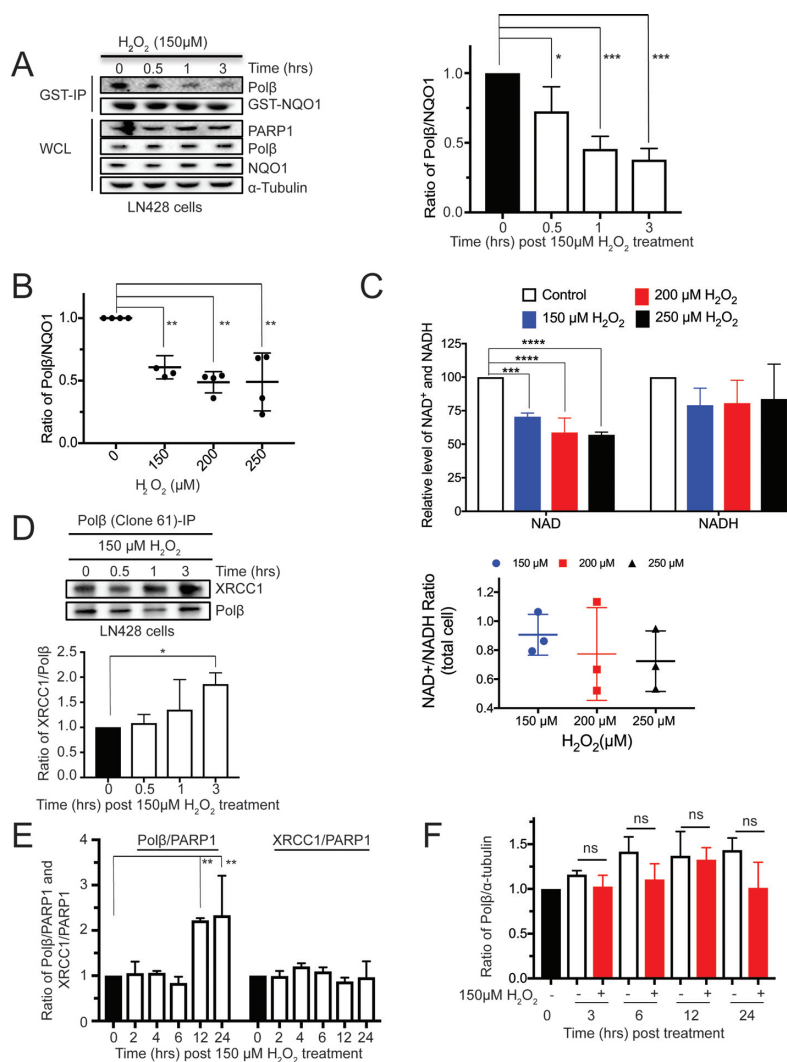 A
H₂O₂ (150µM)
0 0.5 1 3 Time (hrs)
GST-IP
Polβ
GST-NQO1
WCL
PARP1
Polβ
NQO1
α-Tubulin
LN428 cells
Ratio of Polβ/NQO1
1.0
0.5
0.0
* *** ***
0 0.5 1 3
Time (hrs) post 150µM H₂O₂ treatment
B
Ratio of Polβ/NQO1
1.5
1.0
0.5
0.0
** ** **
0 150 200 250
H₂O₂ (µM)
C
Control 200 µM H₂O₂
150 µM H₂O₂ 250 µM H₂O₂
Relative level of NAD⁺ and NADH
125
100
75
50
25
0
****
****
***
NAD NADH
150 µM 200 µM 250 µM
NAD+/NADH Ratio
(total cell)
1.2
1.0
0.8
0.6
0.4
150 µM 200 µM 250 µM
H₂O₂(µM)
D
Polβ (Clone 61)-IP
150 µM H₂O₂
0 0.5 1 3 Time (hrs)
XRCC1
Polβ
LN428 cells
Ratio of XRCC1/Polβ
2.5
2.0
1.5
1.0
0.5
0.0
*
0 0.5 1 3
Time (hrs) post 150µM H₂O₂ treatment
E
Polβ/PARP1 XRCC1/PARP1
Ratio of Polβ/PARP1 and
XRCC1/PARP1
4
3
2
1
0
** **
0 2 4 6 12 24 0 2 4 6 12 24
Time (hrs) post 150 µM H₂O₂ treatment
F
Ratio of Polβ/α-tubulin
1.5
1.0
0.5
0.0
ns ns ns ns
150µM H₂O₂ - - + - + - + - +
0 3 6 12 24
Time (hrs) post treatment